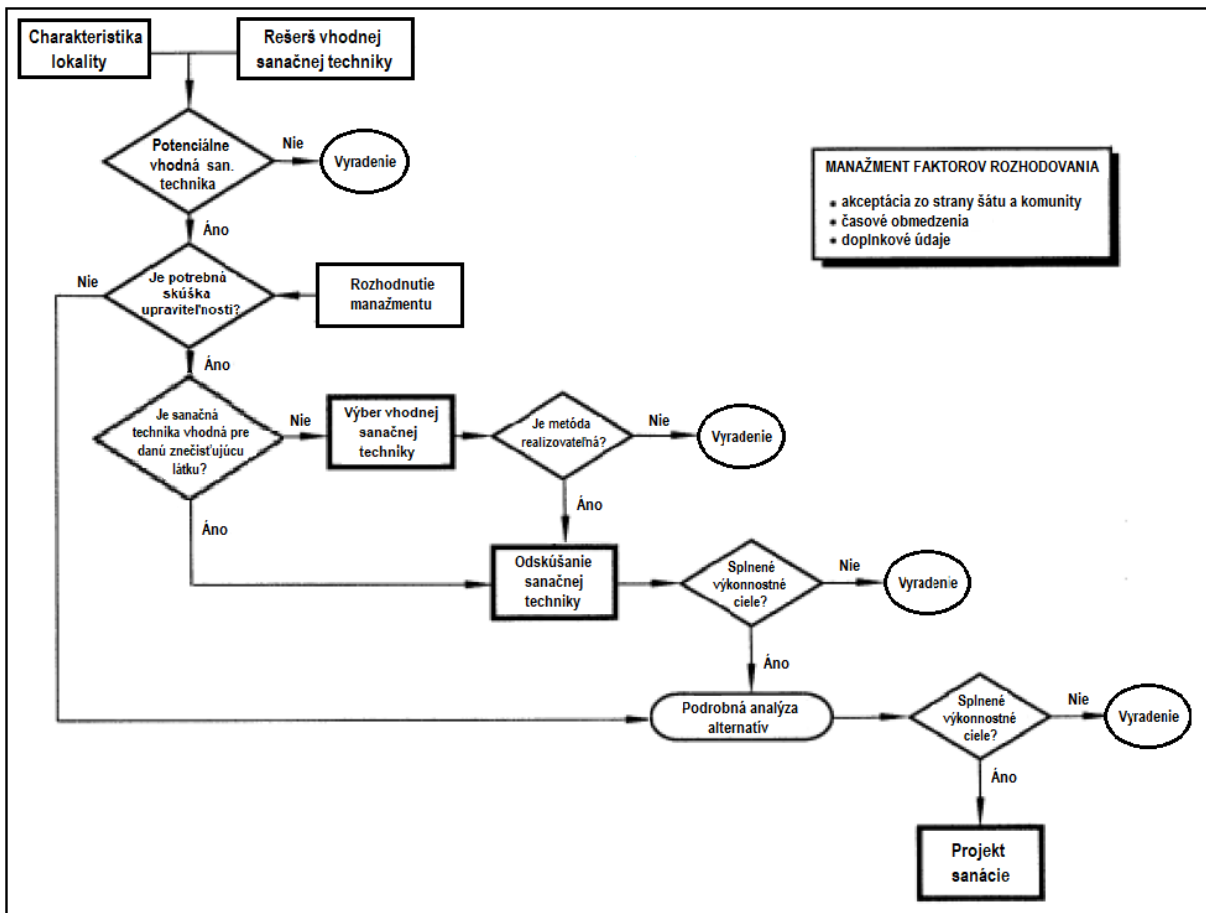 Charakteristika
lokality
Rešerš vhodnej
sanačnej techniky
Potenciálne
vhodná san.
technika
Nie
Vyradenie
MANAŽMENT FAKTOROV ROZHODOVANIA
• akceptácia zo strany šátu a komunity
• časové obmedzenia
• doplnkové údaje
Áno
Nie
Je potrebná
skúška
upraviteľnosti?
Rozhodnutie
manažmentu
Áno
Je sanačná
technika vhodná pre
danú znečisťujúcu
látku?
Nie
Výber vhodnej
sanačnej
techniky
Je metóda
realizovateľná?
Nie
Vyradenie
Áno
Áno
Odskúšanie
sanačnej
techniky
Splnené
výkonnostné
ciele?
Nie
Vyradenie
Áno
Podrobná analýza
alternatív
Splnené
výkonnostné
ciele?
Nie
Vyradenie
Áno
Projekt
sanácie